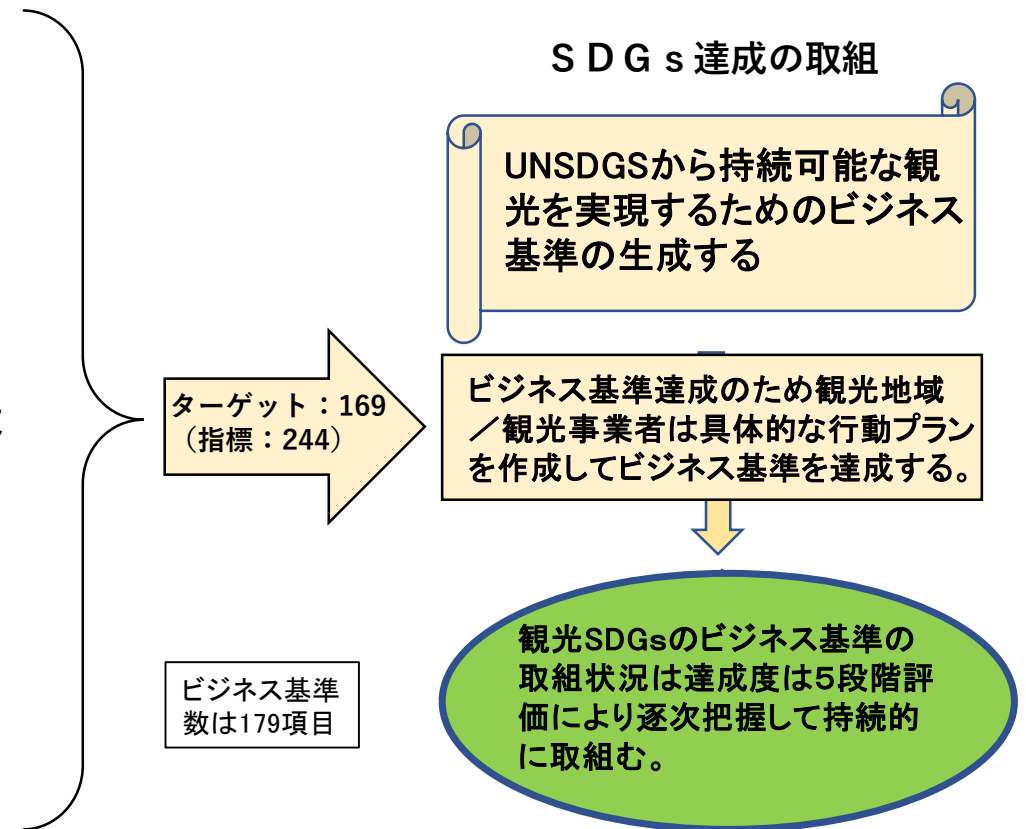 ＳＤＧｓ達成の取組
UNSDGSから持続可能な観
光を実現するためのビジネス
基準の生成する
ターゲット：169
（指標：244）
ビジネス基準達成のため観光地域
／観光事業者は具体的な行動プラン
を作成してビジネス基準を達成する。
観光SDGsのビジネス基準の
取組状況は達成度は5段階評
価により逐次把握して持続的
に取組む。
ビジネス基準
数は179項目